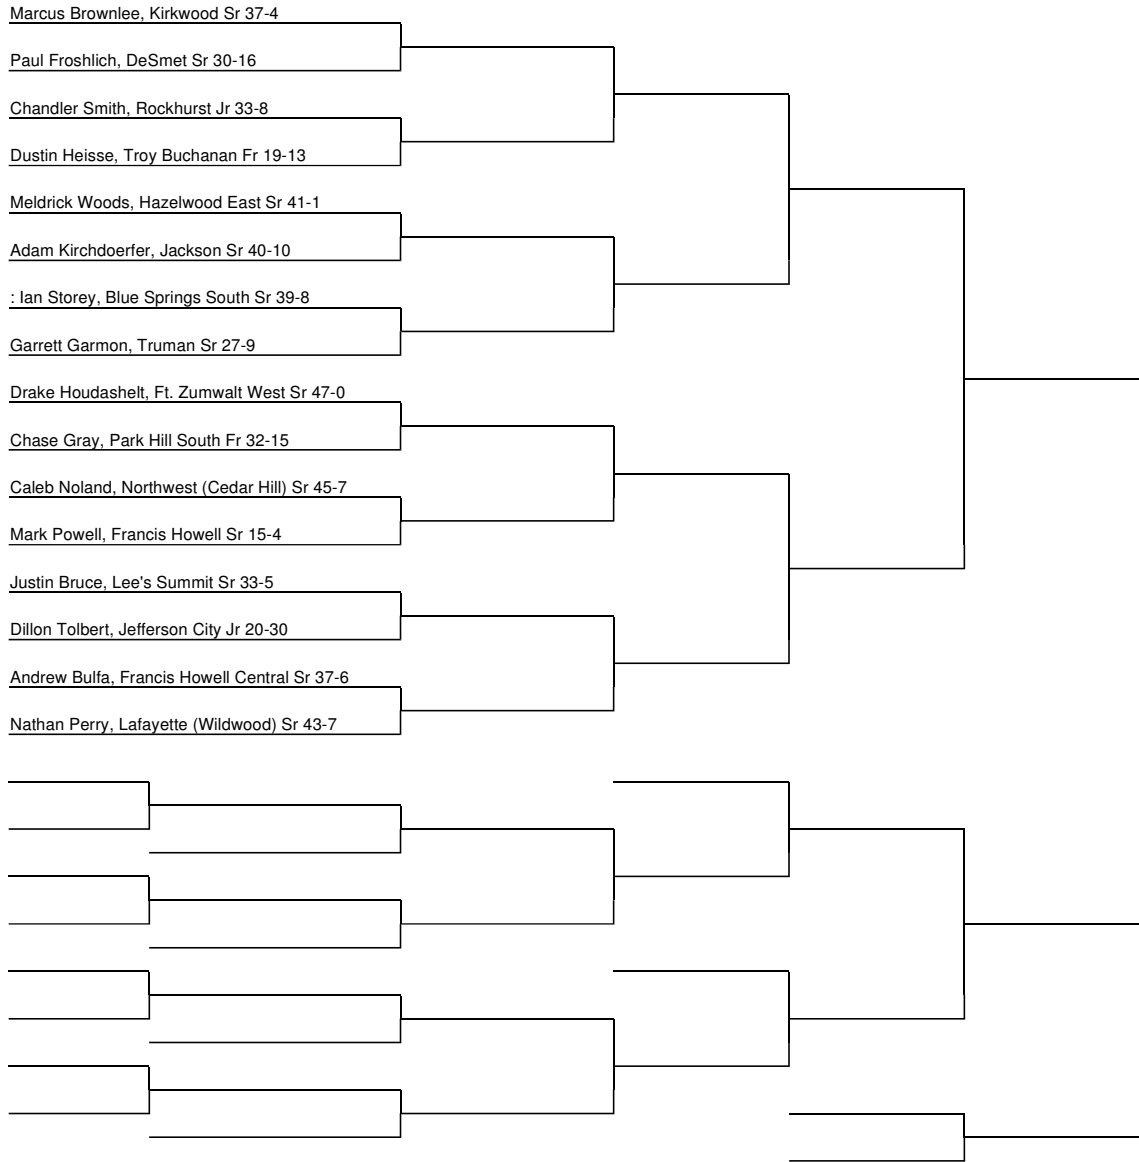 Marcus Brownlee, Kirkwood Sr 37-4
Paul Froshlich, DeSmet Sr 30-16
Chandler Smith, Rockhurst Jr 33-8
Dustin Heisse, Troy Buchanan Fr 19-13
Meldrick Woods, Hazelwood East Sr 41-1
Adam Kirchdoerfer, Jackson Sr 40-10
: Ian Storey, Blue Springs South Sr 39-8
Garrett Garmon, Truman Sr 27-9
Drake Houdashelt, Ft. Zumwalt West Sr 47-0
Chase Gray, Park Hill South Fr 32-15
Caleb Noland, Northwest (Cedar Hill) Sr 45-7
Mark Powell, Francis Howell Sr 15-4
Justin Bruce, Lee's Summit Sr 33-5
Dillon Tolbert, Jefferson City Jr 20-30
Andrew Bulfa, Francis Howell Central Sr 37-6
Nathan Perry, Lafayette (Wildwood) Sr 43-7